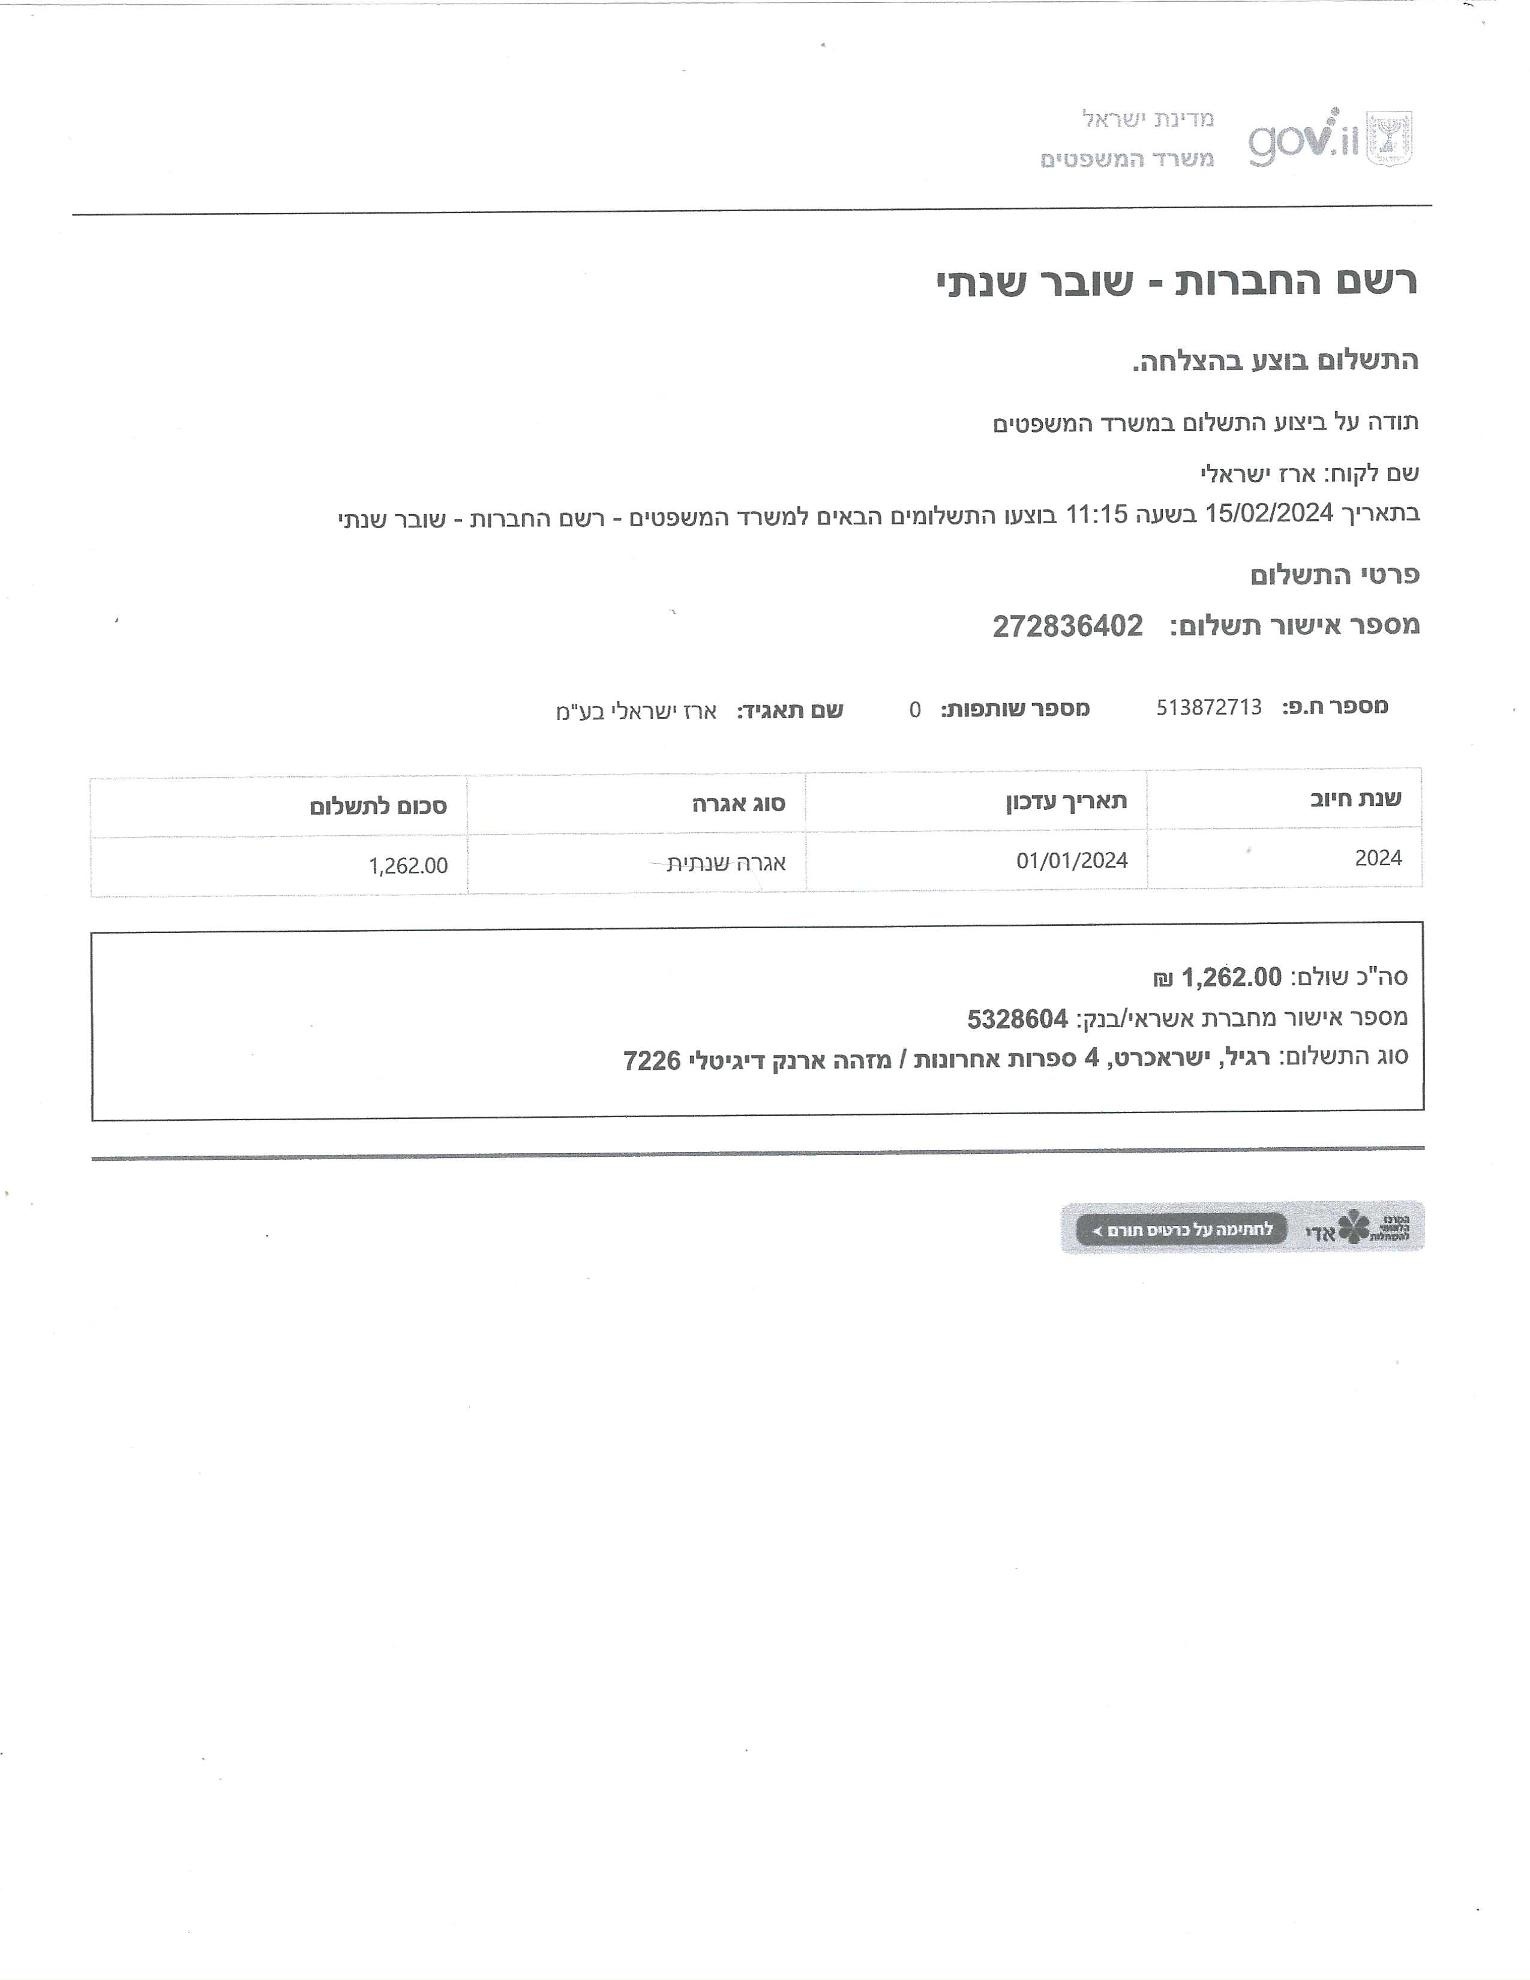 מדינת ישראל
משרד המשפטים
gov.il
רשם החברות - שובר שנתי
התשלום בוצע בהצלחה.
תודה על ביצוע התשלום במשרד המשפטים
שם לקוח: ארז ישראלי
בתאריך 15/02/2024 בשעה 11:15 בוצעו התשלומים הבאים למשרד המשפטים - רשם החברות - שובר שנתי
פרטי התשלום
מספר אישור תשלום: 272836402
מספר ח.פ: 513872713 מספר שותפות: 0 שם תאגיד: ארז ישראלי בע"מ
שנת חיוב תאריך עדכון סוג אגרה סכום לתשלום
2024 01/01/2024 אגרה שנתית 1,262.00
סה"כ שולם: 1,262.00 ₪
מספר אישור מחברת אשראי/בנק: 5328604
סוג התשלום: רגיל, ישראכרט, 4 ספרות אחרונות / מזהה ארנק דיגיטלי 7226
המרכז
הלאומי
להשתלות
אדי
לחתימה על כרטיס תורם >